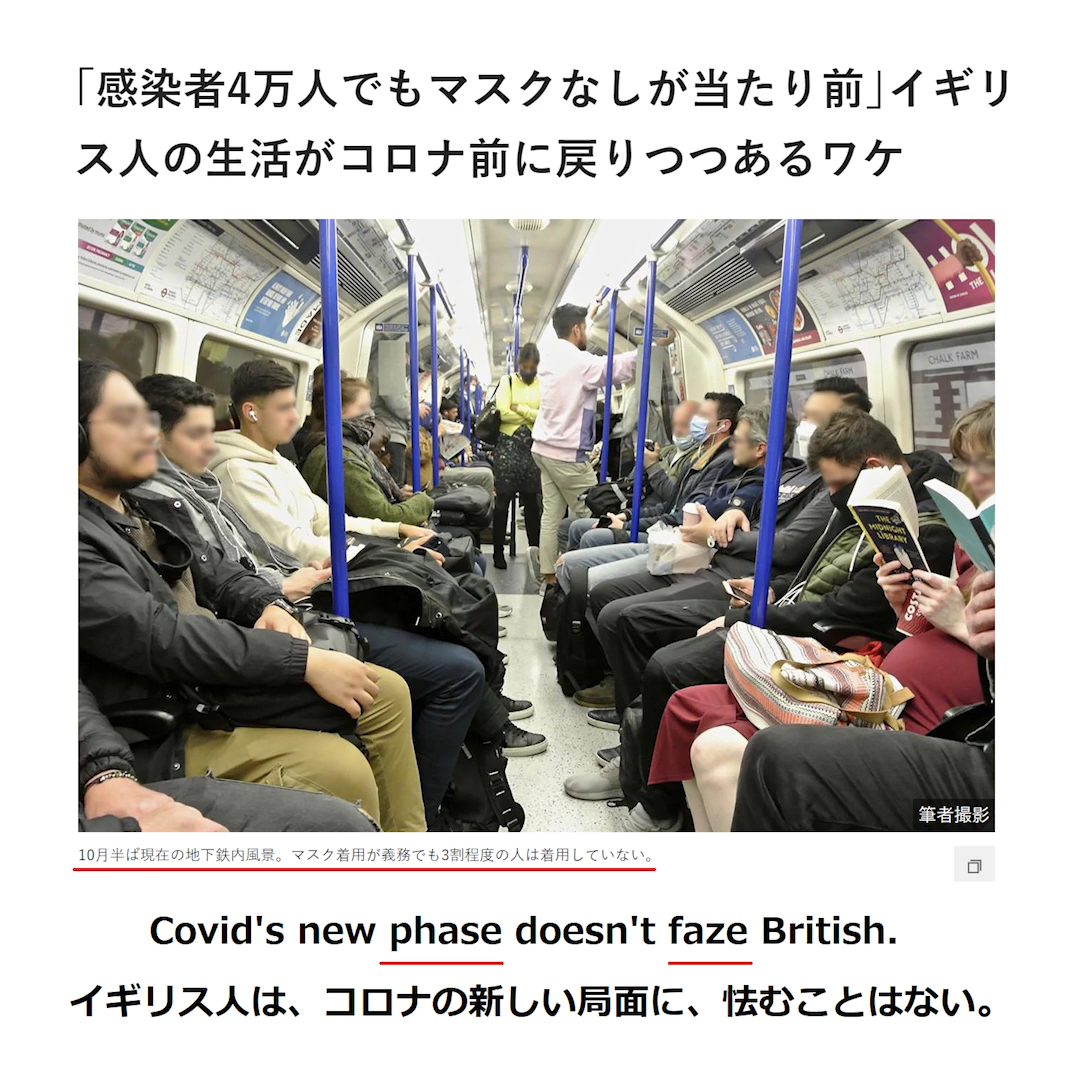 「感染者4万人でもマスクなしが当たり前」イギリ
ス人の生活がコロナ前に戻りつつあるワケ
CHALK FARM
THE
MIDNIGHT
LIBRARY
筆者撮影
10月半ば現在の地下鉄内風景。マスク着用が義務でも3割程度の人は着用していない。
Covid's new phase doesn't faze British.
イギリス人は、コロナの新しい局面に、怯むことはない。